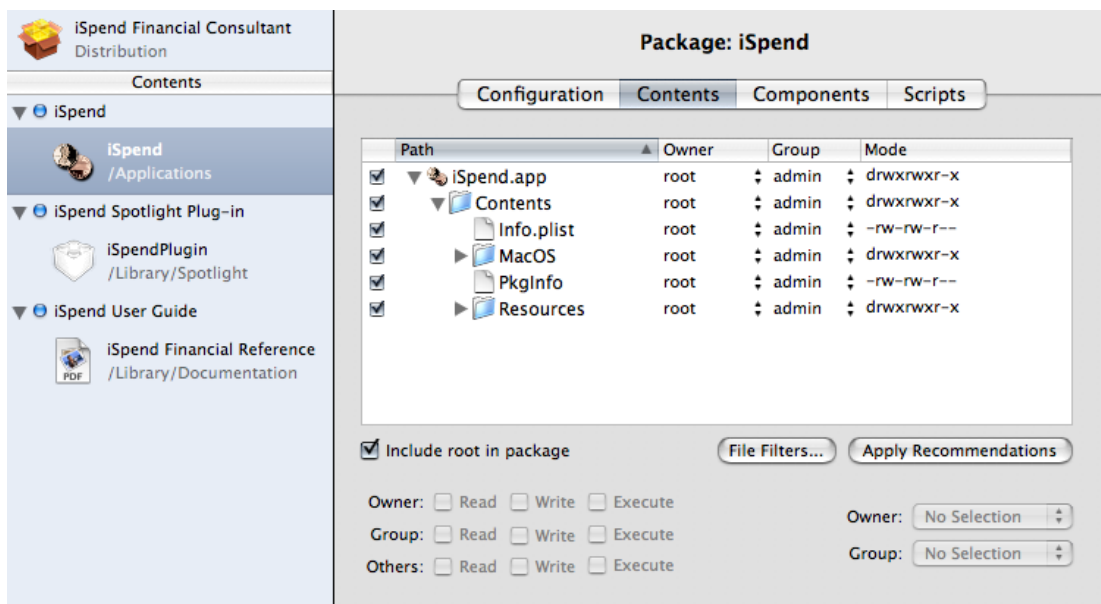 iSpend Financial Consultant
Distribution
Contents
iSpend
iSpend
/Applications
iSpend Spotlight Plug-in
iSpendPlugin
/Library/Spotlight
iSpend User Guide
iSpend Financial Reference
PDF /Library/Documentation
Package: iSpend
Configuration Contents Components Scripts
Path Owner Group Mode
iSpend.app root admin drwxrwxr-x
Contents root admin drwxrwxr-x
Info.plist root admin -rw-rw-r--
MacOS root admin drwxrwxr-x
PkgInfo root admin -rw-rw-r--
Resources root admin drwxrwxr-x
Include root in package File Filters... Apply Recommendations
Owner: Read Write Execute
Group: Read Write Execute
Others: Read Write Execute
Owner: No Selection
Group: No Selection